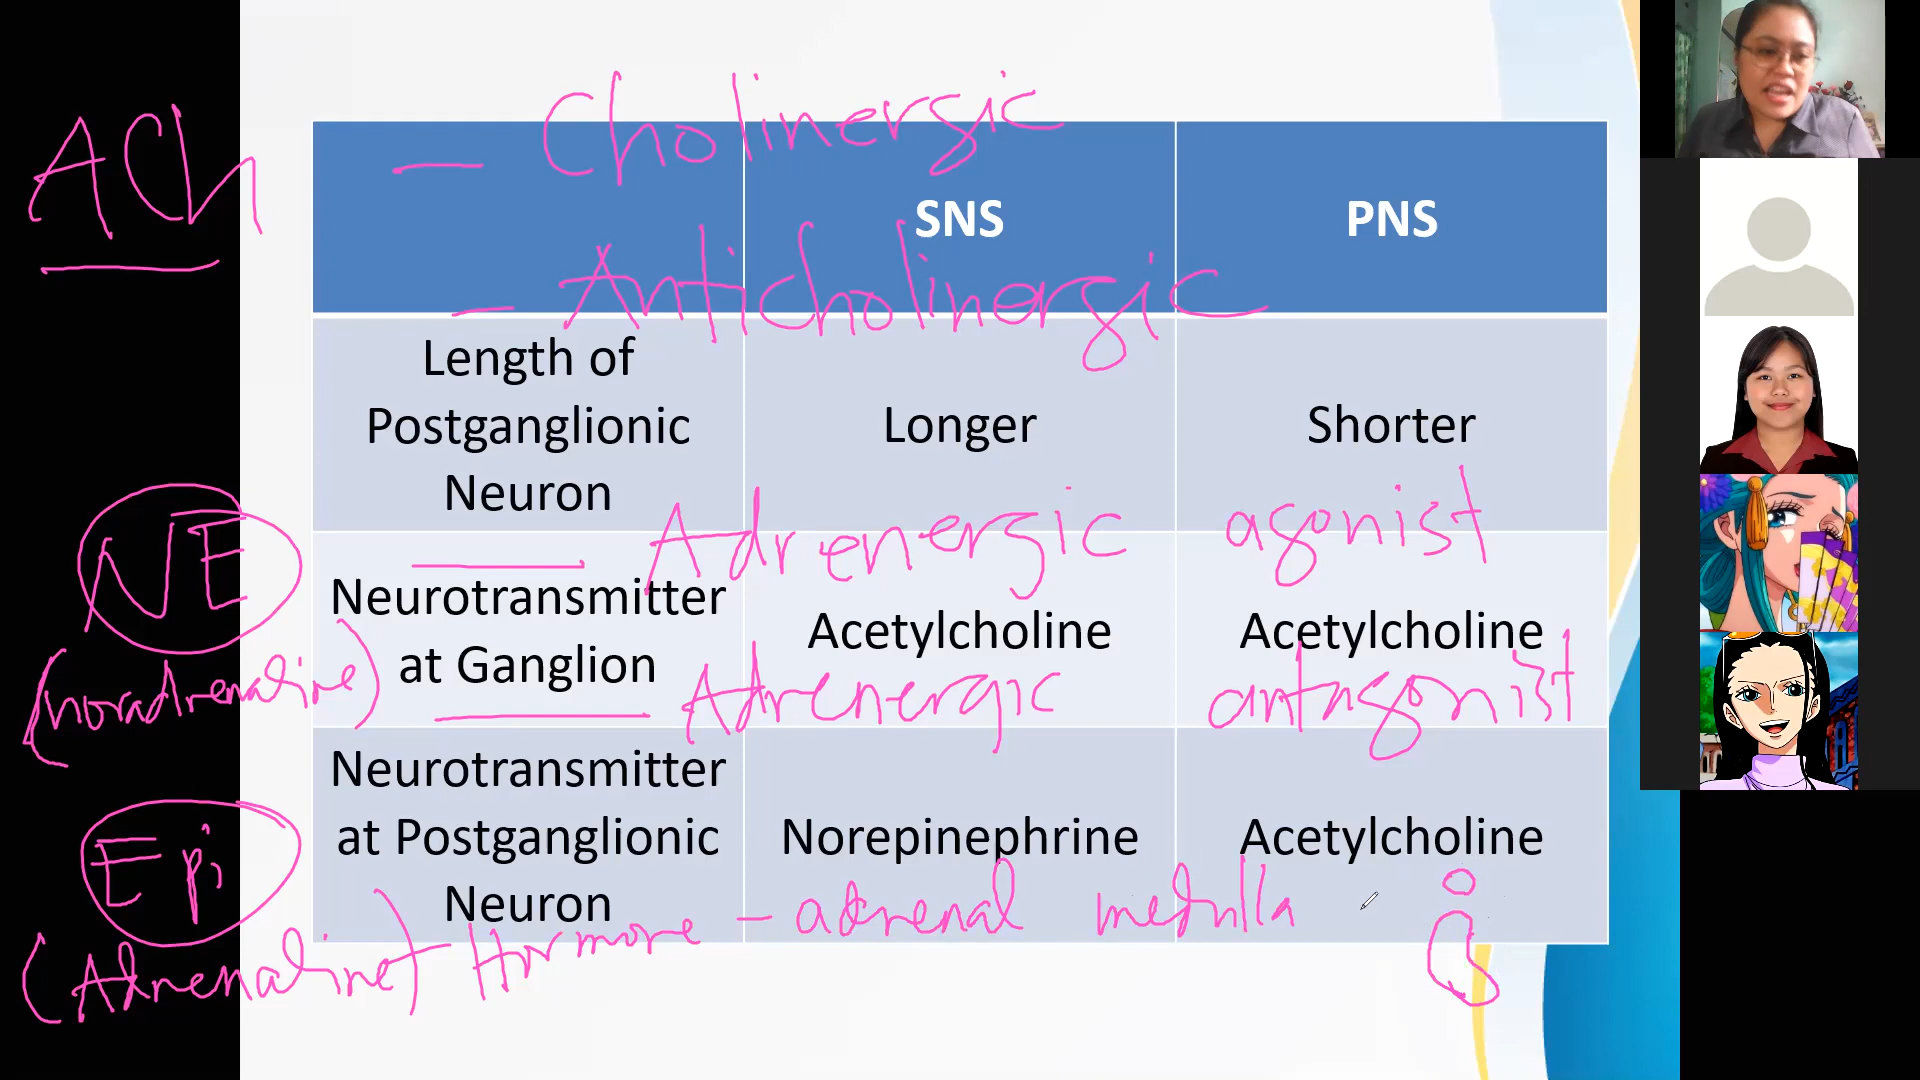 ACh - Cholinergic
- Anticholinergic
SNS PNS
Length of
Postganglionic
Neuron
Longer Shorter
NE - Adrenergic agonist
(noradrenaline)
- Adrenergic antagonist
Neurotransmitter
at Ganglion
Acetylcholine Acetylcholine
Neurotransmitter
at Postganglionic
Neuron
Norepinephrine Acetylcholine
Epi
(Adrenaline) Hormone - adrenal medulla